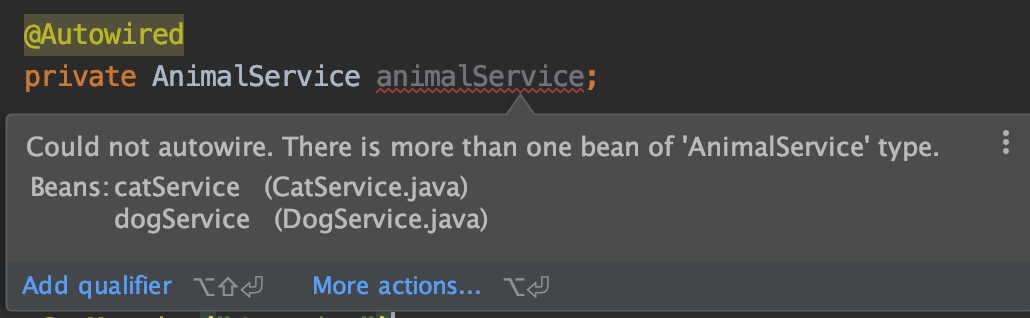 @Autowired
private AnimalService animalService;
Could not autowire. There is more than one bean of 'AnimalService' type.
Beans: catService (CatService.java)
dogService (DogService.java)
Add qualifier ⌥⇧⏎ More actions... ⌥⏎